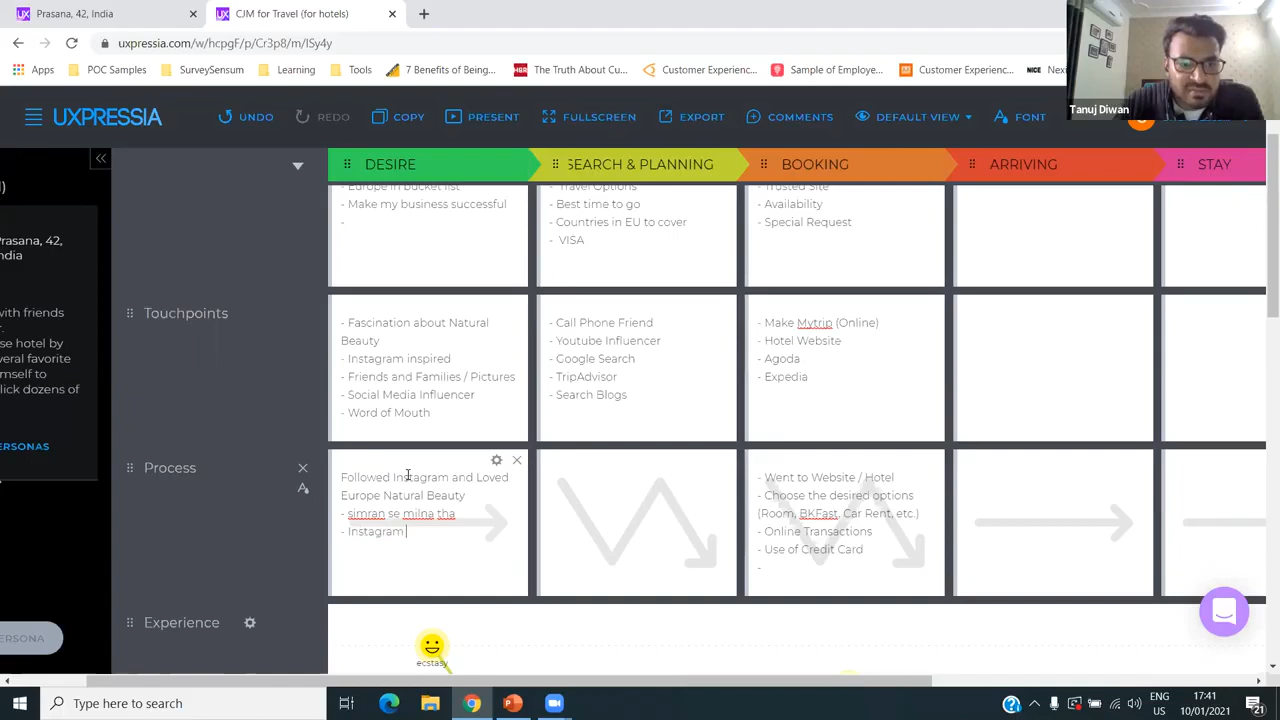 Prasana, 42, India
CJM for Travel (for hotels)
uxpressia.com/w/hcpgF/p/Cr3p8/m/ISy4y
Apps
POC Samples
SurveySensum
Learning
Tools
7 Benefits of Being...
The Truth About Cu...
Customer Experienc...
Sample of Employe...
Customer Experienc...
NICE
Tanuj Diwan
UXPRESSIA
UNDO
REDO
COPY
PRESENT
FULLSCREEN
EXPORT
COMMENTS
DEFAULT VIEW
FONT
DESIRE
SEARCH & PLANNING
BOOKING
ARRIVING
STAY
- Europe in bucket list
- Make my business successful
-
- Travel Options
- Best time to go
- Countries in EU to cover
- VISA
- Trusted Site
- Availability
- Special Request
Prasana, 42,
ndia
with friends
r.
se hotel by
everal favorite
imself to
lick dozens of
ERSONAS
ERSONA
Touchpoints
- Fascination about Natural
Beauty
- Instagram inspired
- Friends and Families / Pictures
- Social Media Influencer
- Word of Mouth
- Call Phone Friend
- Youtube Influencer
- Google Search
- TripAdvisor
- Search Blogs
- Make Mytrip (Online)
- Hotel Website
- Agoda
- Expedia
Process
Followed Instagram and Loved
Europe Natural Beauty
- simran se milna tha
- Instagram
- Went to Website / Hotel
- Choose the desired options
(Room, BKFast, Car Rent, etc.)
- Online Transactions
- Use of Credit Card
-
Experience
ecstasy
Type here to search
ENG
US
17:41
10/01/2021
21